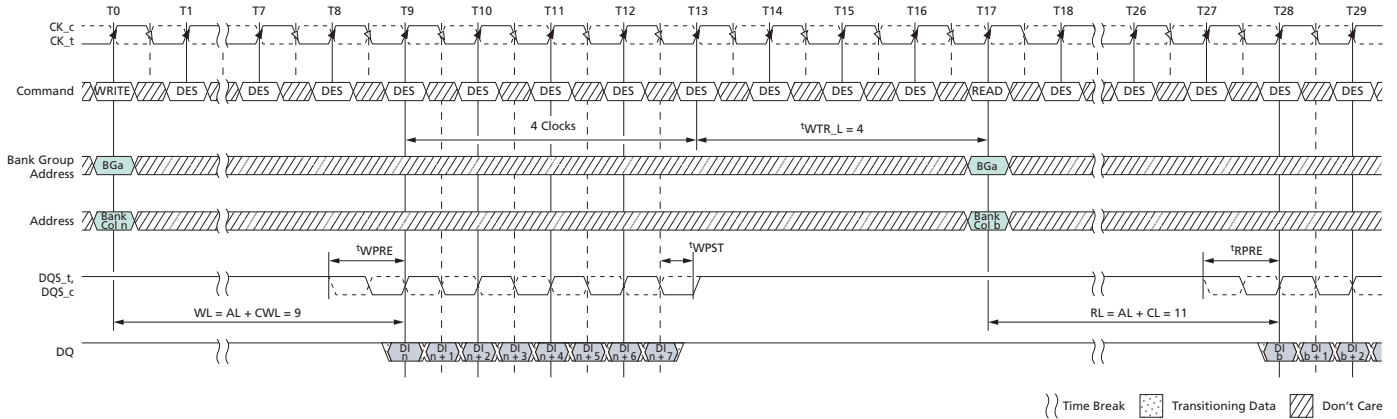 T0 T1 T7 T8 T9 T10 T11 T12 T13 T14 T15 T16 T17 T18 T26 T27 T28 T29
CK_c
CK_t
Command WRITE DES DES DES DES DES DES DES DES DES DES DES READ DES DES DES DES DES
4 Clocks tWTR_L = 4
Bank Group
Address BGa BGa
Address Bank
Col n Bank
Col b
tWPRE tWPST tRPRE
DQS_t,
DQS_c
WL = AL + CWL = 9 RL = AL + CL = 11
DQ DI
n DI
n + 1 DI
n + 2 DI
n + 3 DI
n + 4 DI
n + 5 DI
n + 6 DI
n + 7 DI
b DI
b + 1 DI
b + 2
Time Break Transitioning Data Don't Care